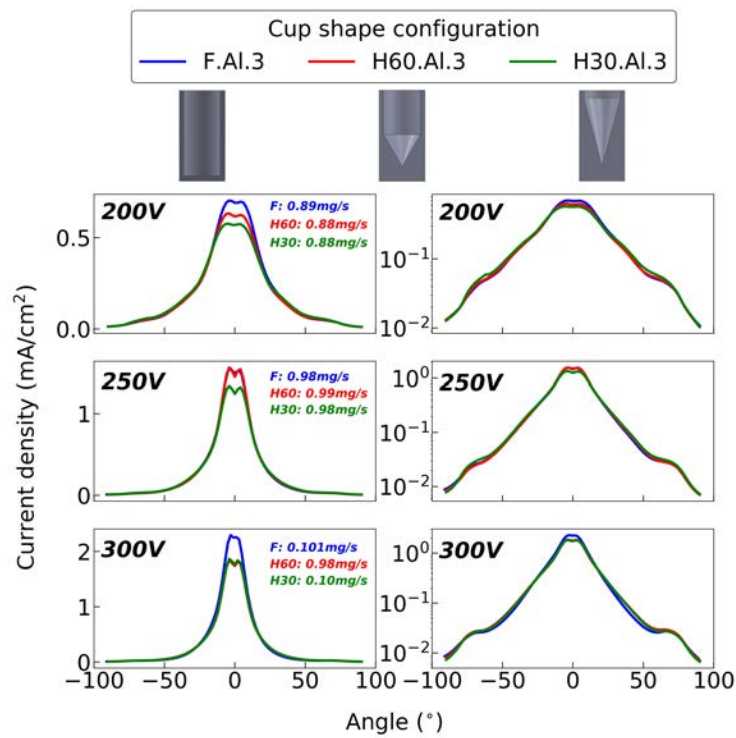 Cup shape configuration
F.Al.3 H60.Al.3 H30.Al.3
Current density (mA/cm²)
200V
F: 0.89mg/s
H60: 0.88mg/s
H30: 0.88mg/s
0.5
0.0
200V
10⁻¹
10⁻²
250V
F: 0.98mg/s
H60: 0.99mg/s
H30: 0.98mg/s
1
0
250V
10⁰
10⁻¹
10⁻²
300V
F: 0.101mg/s
H60: 0.98mg/s
H30: 0.10mg/s
2
1
0
300V
10⁰
10⁻¹
10⁻²
−100 −50 0 50 100
−100 −50 0 50 100
Angle (°)